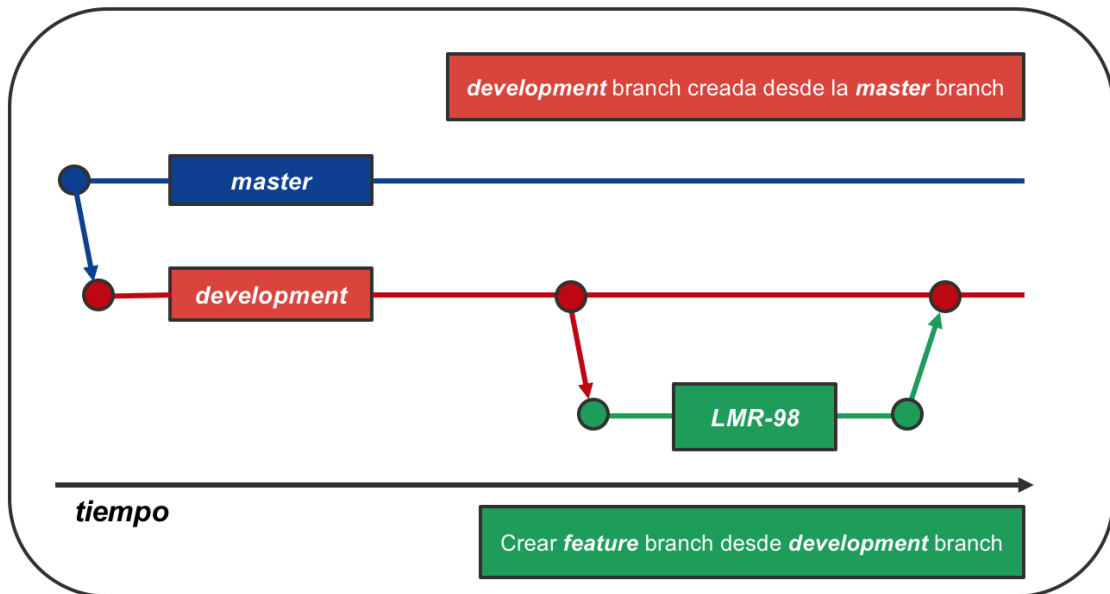 development branch creada desde la master branch
master
development
LMR-98
tiempo
Crear feature branch desde development branch